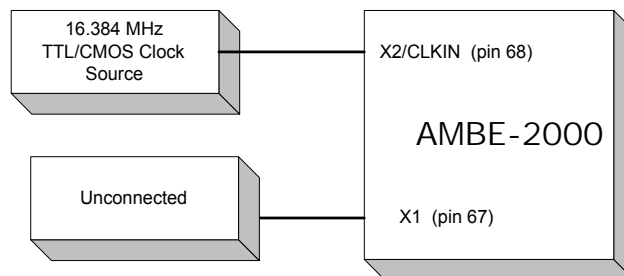 16.384 MHz
TTL/CMOS Clock
Source
X2/CLKIN (pin 68)
AMBE-2000
Unconnected
X1 (pin 67)